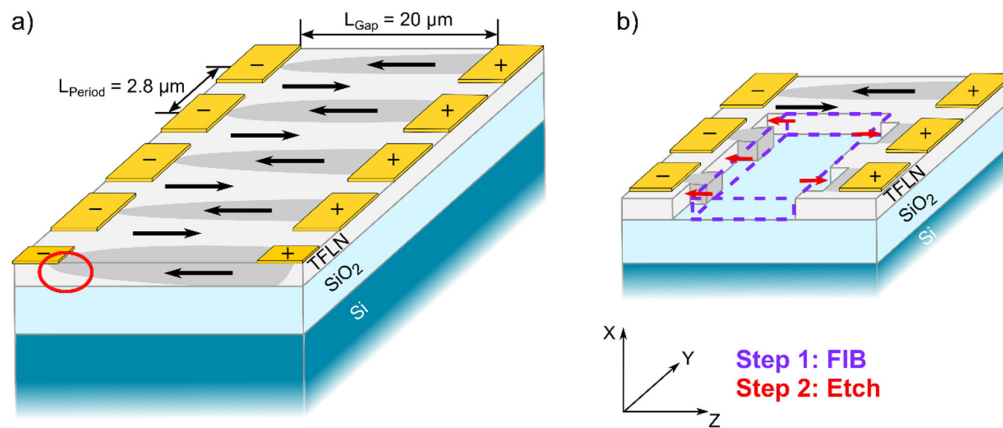 a)
L_Gap = 20 µm
L_Period = 2.8 µm
− +
− +
− +
− +
− +
TFLN
SiO₂
Si
b)
− +
− +
− +
TFLN
SiO₂
Si
X
Y
Z
Step 1: FIB
Step 2: Etch